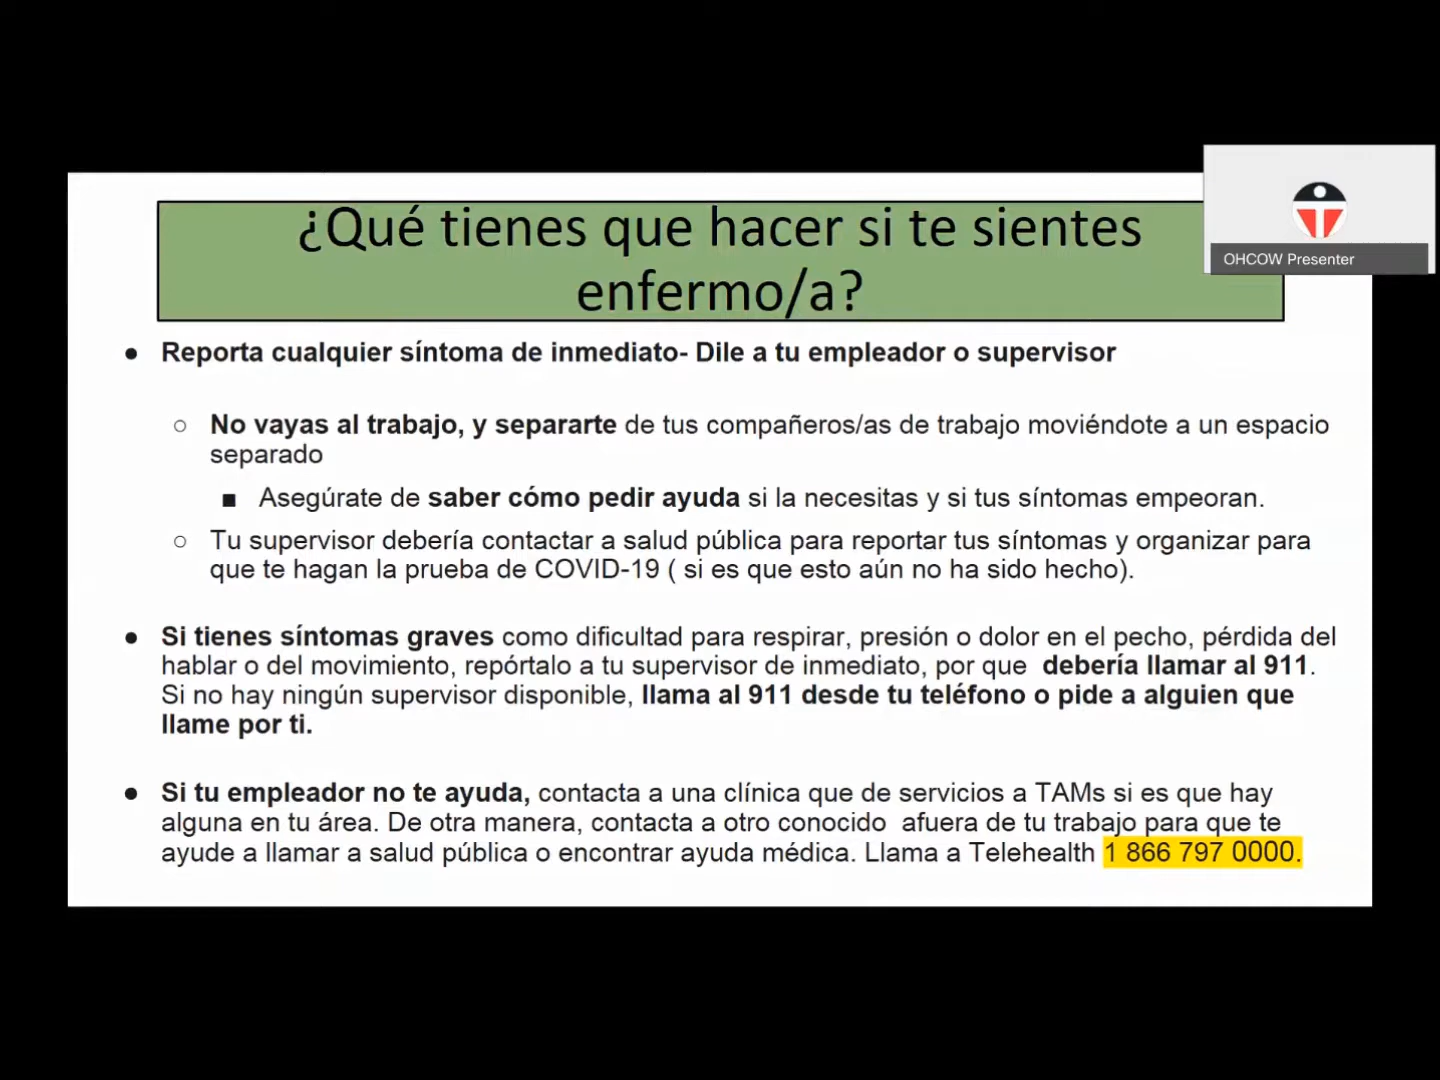 ¿Qué tienes que hacer si te sientes
enfermo/a?
OHCOW Presenter
● Reporta cualquier síntoma de inmediato- Dile a tu empleador o supervisor
○ No vayas al trabajo, y separarte de tus compañeros/as de trabajo moviéndote a un espacio
separado
■ Asegúrate de saber cómo pedir ayuda si la necesitas y si tus síntomas empeoran.
○ Tu supervisor debería contactar a salud pública para reportar tus síntomas y organizar para
que te hagan la prueba de COVID-19 ( si es que esto aún no ha sido hecho).
● Si tienes síntomas graves como dificultad para respirar, presión o dolor en el pecho, pérdida del
hablar o del movimiento, repórtalo a tu supervisor de inmediato, por que debería llamar al 911.
Si no hay ningún supervisor disponible, llama al 911 desde tu teléfono o pide a alguien que
llame por ti.
● Si tu empleador no te ayuda, contacta a una clínica que de servicios a TAMs si es que hay
alguna en tu área. De otra manera, contacta a otro conocido afuera de tu trabajo para que te
ayude a llamar a salud pública o encontrar ayuda médica. Llama a Telehealth 1 866 797 0000.